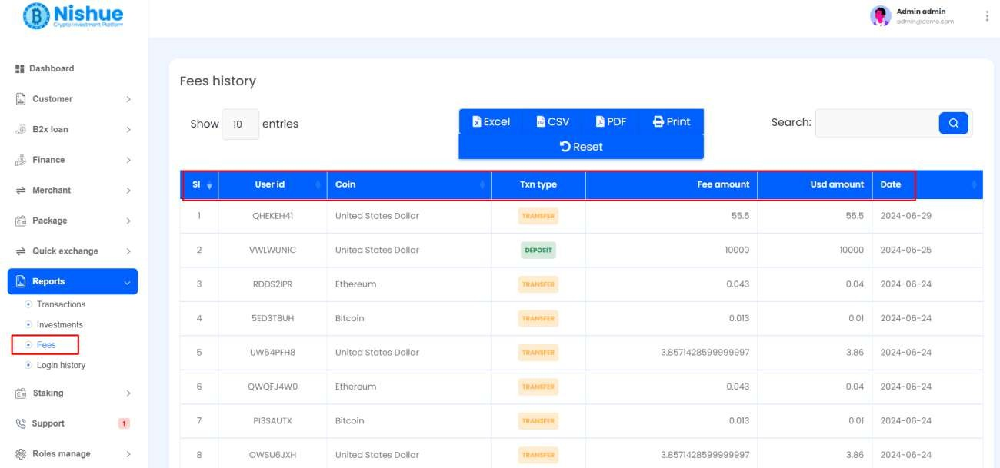 Nishue
Crypto Investment Platform
Admin admin
admin@demo.com
Dashboard
Customer
B2x loan
Finance
Merchant
Package
Quick exchange
Reports
Transactions
Investments
Fees
Login history
Staking
Support 1
Roles manage
Fees history
Show 10 entries
Excel CSV PDF Print
Reset
Search:
Sl User id Coin Txn type Fee amount Usd amount Date
1 QHEKEH41 United States Dollar TRANSFER 55.5 55.5 2024-06-29
2 VWLWUN1C United States Dollar DEPOSIT 10000 10000 2024-06-25
3 RDDS2IPR Ethereum TRANSFER 0.043 0.04 2024-06-24
4 5ED3T8UH Bitcoin TRANSFER 0.013 0.01 2024-06-24
5 UW64PFH8 United States Dollar TRANSFER 3.8571428599999997 3.86 2024-06-24
6 QWQFJ4W0 Ethereum TRANSFER 0.043 0.04 2024-06-24
7 PI3SAUTX Bitcoin TRANSFER 0.013 0.01 2024-06-24
8 OWSU6JXH United States Dollar TRANSFER 3.8571428599999997 3.86 2024-06-24